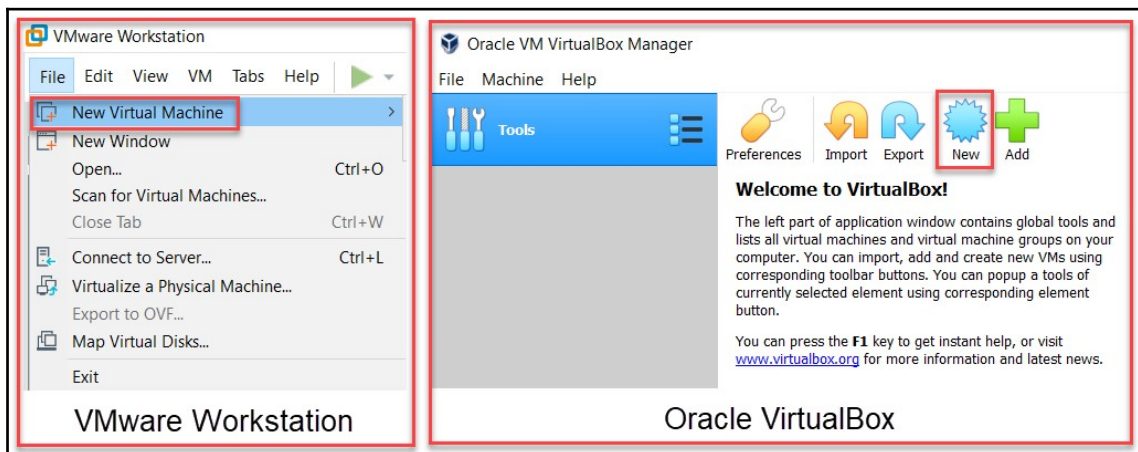 VMware Workstation
File Edit View VM Tabs Help
New Virtual Machine
New Window
Open... Ctrl+O
Scan for Virtual Machines...
Close Tab Ctrl+W
Connect to Server... Ctrl+L
Virtualize a Physical Machine...
Export to OVF...
Map Virtual Disks...
Exit
VMware Workstation
Oracle VM VirtualBox Manager
File Machine Help
Tools
Preferences Import Export New Add
Welcome to VirtualBox!
The left part of application window contains global tools and
lists all virtual machines and virtual machine groups on your
computer. You can import, add and create new VMs using
corresponding toolbar buttons. You can popup a tools of
currently selected element using corresponding element
button.
You can press the F1 key to get instant help, or visit
www.virtualbox.org for more information and latest news.
Oracle VirtualBox